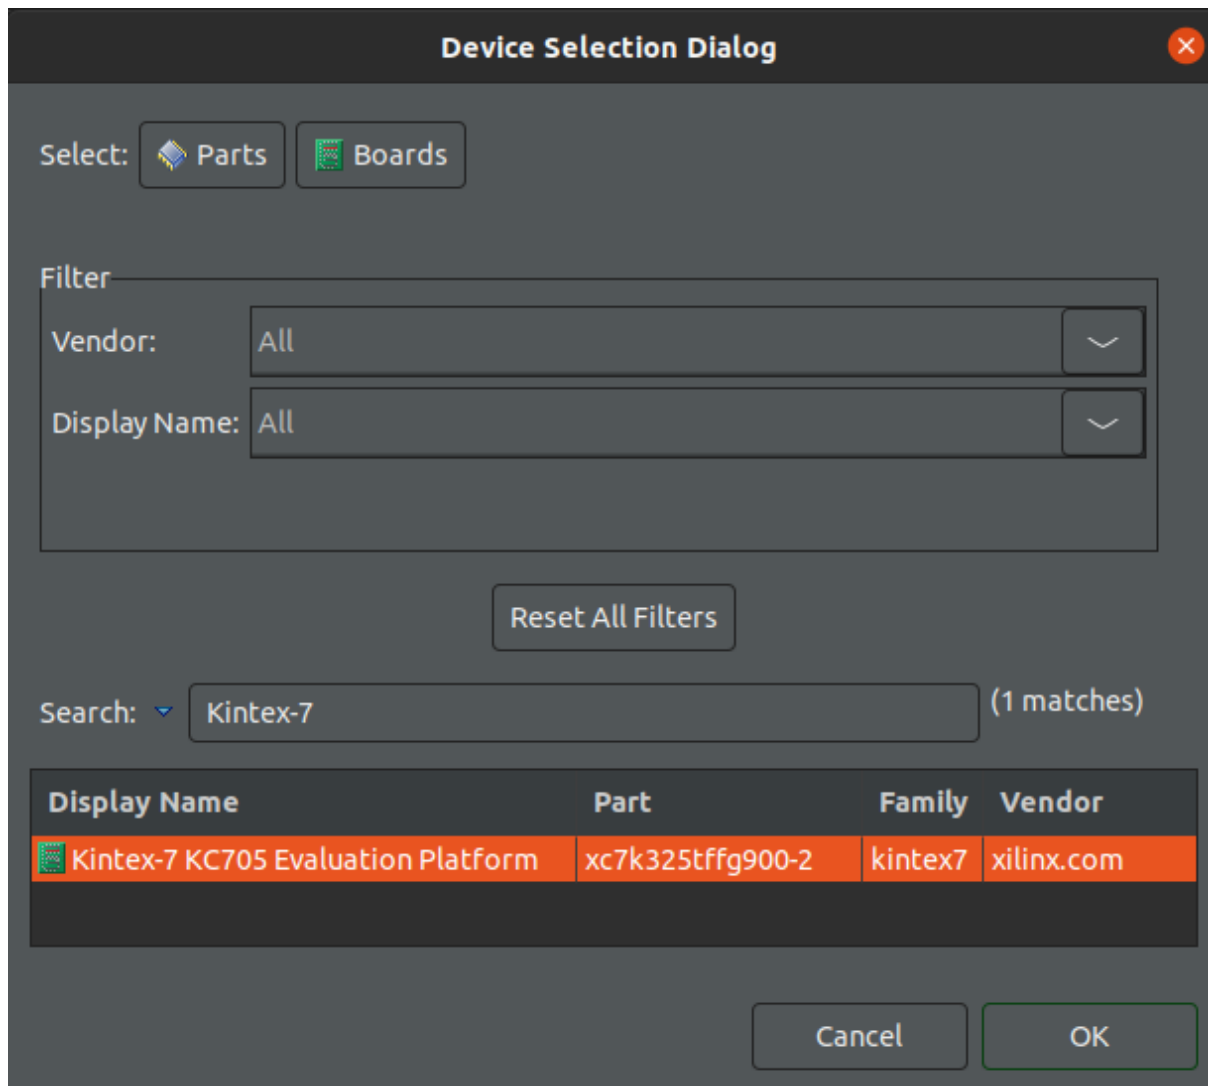 Device Selection Dialog
Select: Parts Boards
Filter
Vendor: All
Display Name: All
Reset All Filters
Search: Kintex-7 (1 matches)
Display Name Part Family Vendor
Kintex-7 KC705 Evaluation Platform xc7k325tffg900-2 kintex7 xilinx.com
Cancel OK